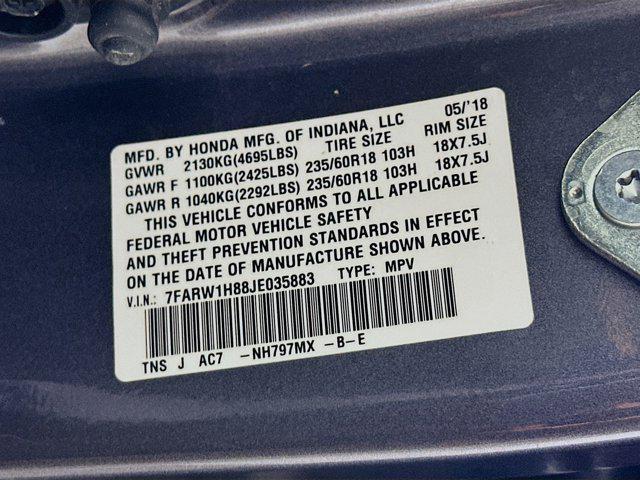 MFD. BY HONDA MFG. OF INDIANA, LLC 05/'18
GVWR 2130KG(4695LBS) TIRE SIZE RIM SIZE
GAWR F 1100KG(2425LBS) 235/60R18 103H 18X7.5J
GAWR R 1040KG(2292LBS) 235/60R18 103H 18X7.5J
THIS VEHICLE CONFORMS TO ALL APPLICABLE
FEDERAL MOTOR VEHICLE SAFETY
AND THEFT PREVENTION STANDARDS IN EFFECT
ON THE DATE OF MANUFACTURE SHOWN ABOVE.
V.I.N.: 7FARW1H88JE035883 TYPE: MPV
TNS J AC7 -NH797MX -B-E